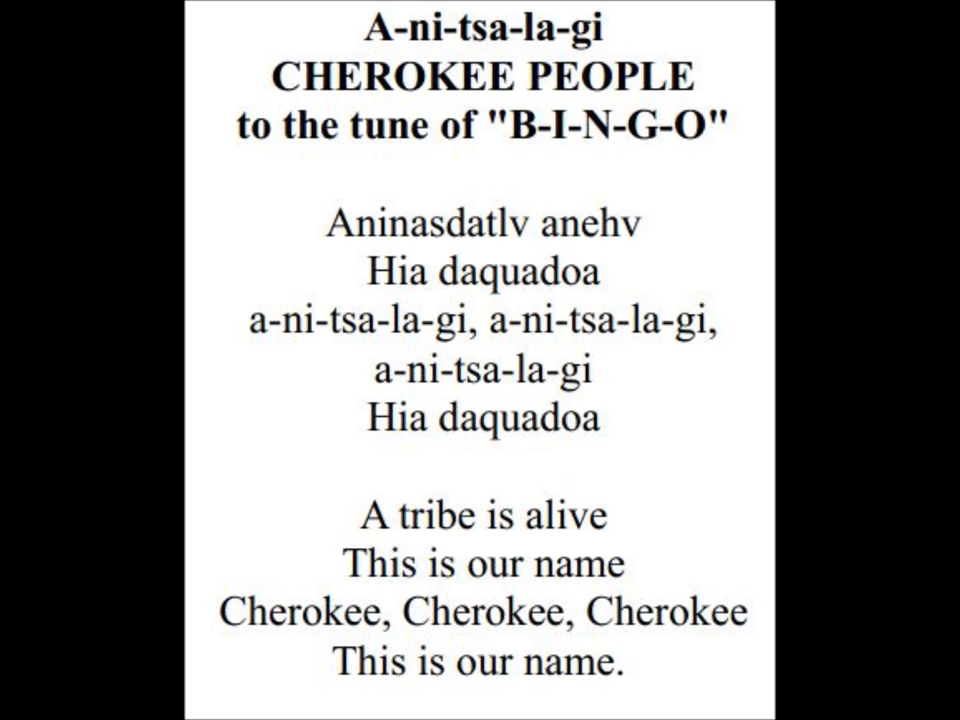 A-ni-tsa-la-gi
CHEROKEE PEOPLE
to the tune of "B-I-N-G-O"
Aninasdatlv anehv
Hia daquadoa
a-ni-tsa-la-gi, a-ni-tsa-la-gi,
a-ni-tsa-la-gi
Hia daquadoa
A tribe is alive
This is our name
Cherokee, Cherokee, Cherokee
This is our name.